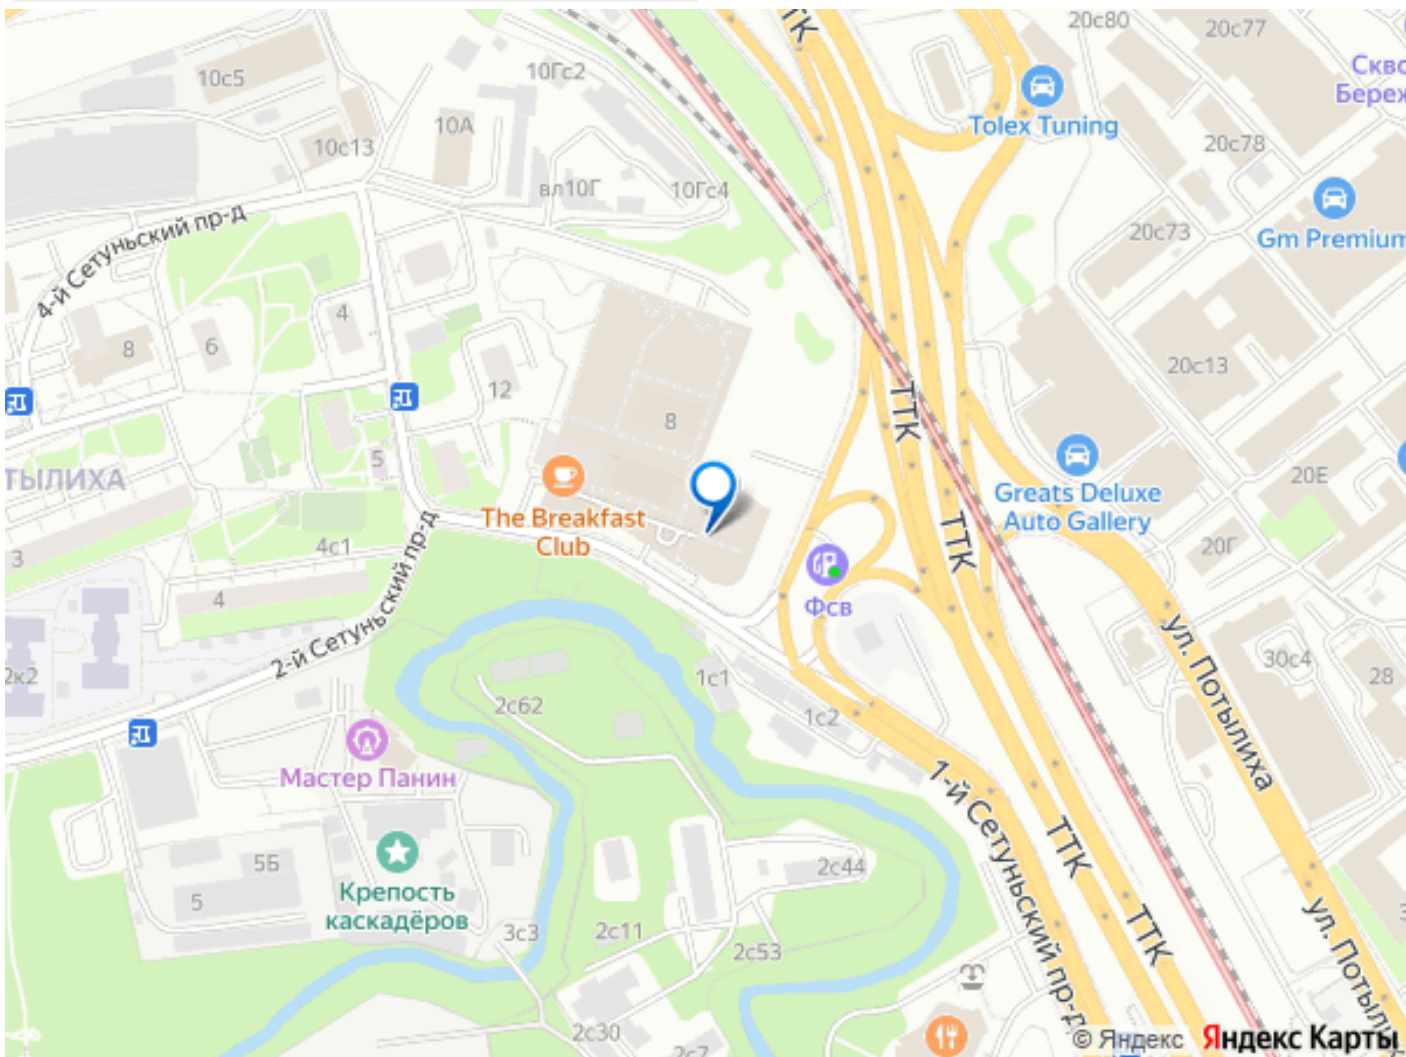 ТТК
20с80
20с77
10с5
10Гс2
Скво
Береж
Tolex Tuning
10А
10с13
20с78
вл10Г
10Гс4
4-й Сетуньский пр-д
20с73
Gm Premium
4
8
6
20с13
12
ТТК
8
5
ТЫЛИХА
20Е
Greats Deluxe
Auto Gallery
The Breakfast
Club
ТТК
4с1
3
20Г
4
2-й Сетуньский пр-д
Фсв
ул. Потылиха
2к2
1с1
30с4
28
2с62
1с2
Мастер Панин
1-й Сетуньский пр-д
ТТК
5Б
2с44
Крепость
каскадёров
5
3с3
2с11
2с53
ТТК
ул. Потыли
2с30
2с7
© Яндекс Яндекс Карты